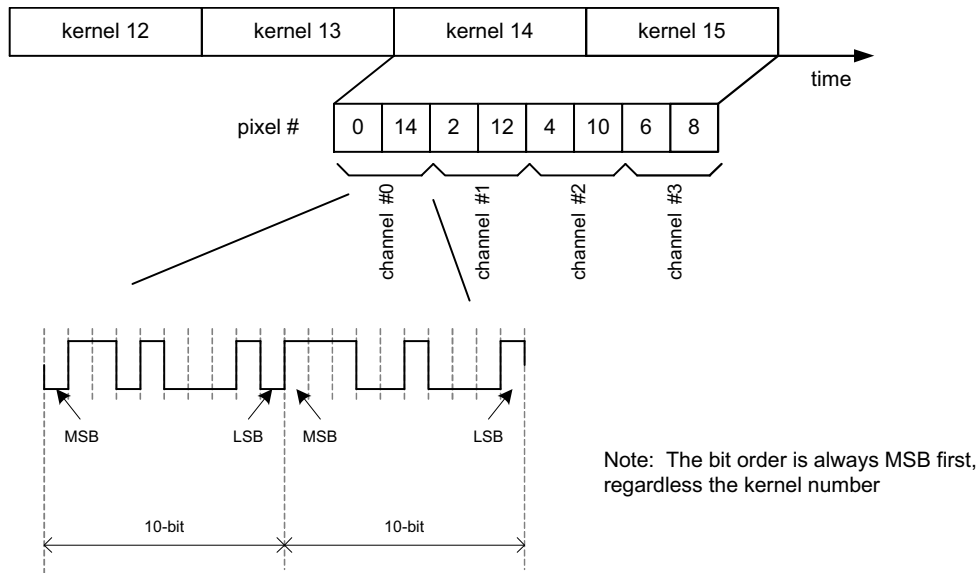 kernel 12 kernel 13 kernel 14 kernel 15
time
pixel # 0 14 2 12 4 10 6 8
channel #0 channel #1 channel #2 channel #3
MSB LSB MSB LSB
Note: The bit order is always MSB first,
regardless the kernel number
10-bit 10-bit